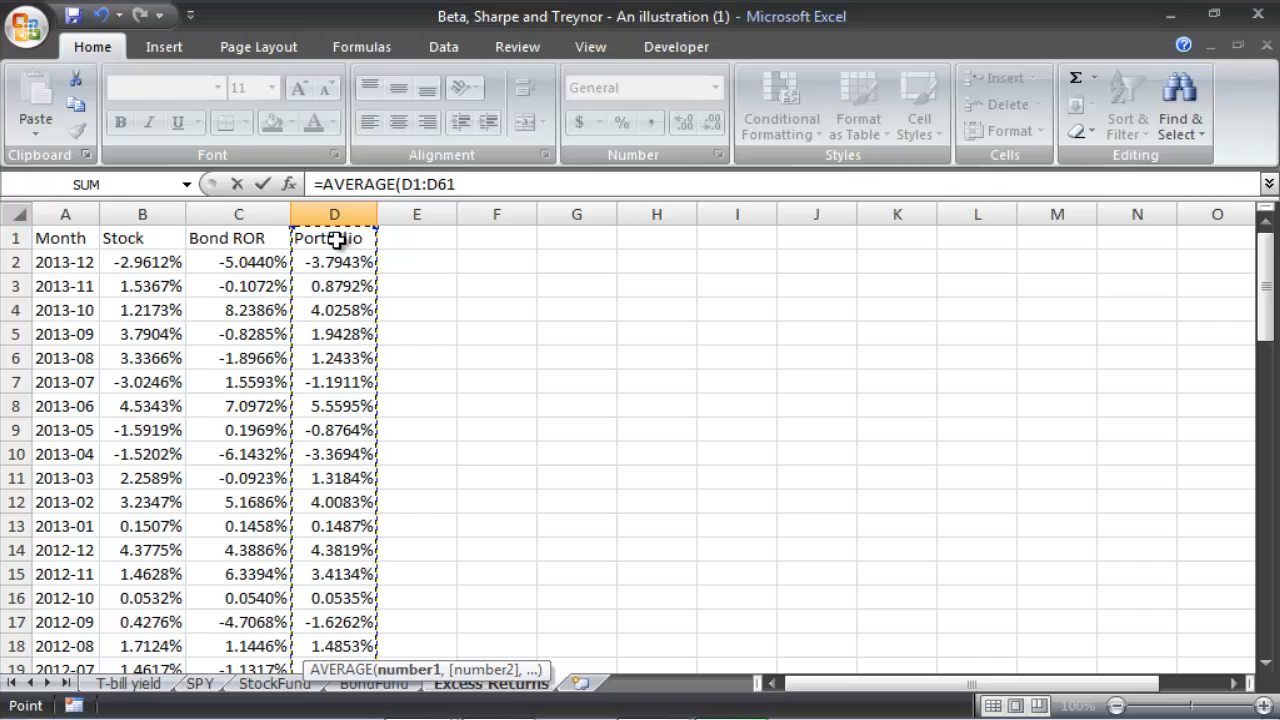 Beta, Sharpe and Treynor - An illustration (1) - Microsoft Excel
Home Insert Page Layout Formulas Data Review View Developer
11 General Insert
Paste Conditional Formatting Format as Table Cell Styles Delete Sort & Filter Find & Select
Format
Clipboard Font Alignment Number Styles Cells Editing
SUM =AVERAGE(D1:D61
A B C D E F G H I J K L M N O
1 Month Stock Bond ROR
2 2013-12 -2.9612% -5.0440% -3.7943%
3 2013-11 1.5367% -0.1072% 0.8792%
4 2013-10 1.2173% 8.2386% 4.0258%
5 2013-09 3.7904% -0.8285% 1.9428%
6 2013-08 3.3366% -1.8966% 1.2433%
7 2013-07 -3.0246% 1.5593% -1.1911%
8 2013-06 4.5343% 7.0972% 5.5595%
9 2013-05 -1.5919% 0.1969% -0.8764%
10 2013-04 -1.5202% -6.1432% -3.3694%
11 2013-03 2.2589% -0.0923% 1.3184%
12 2013-02 3.2347% 5.1686% 4.0083%
13 2013-01 0.1507% 0.1458% 0.1487%
14 2012-12 4.3775% 4.3886% 4.3819%
15 2012-11 1.4628% 6.3394% 3.4134%
16 2012-10 0.0532% 0.0540% 0.0535%
17 2012-09 0.4276% -4.7068% -1.6262%
18 2012-08 1.7124% 1.1446% 1.4853%
19 2012-07 1.4617% -1.1317%
AVERAGE(number1, [number2], ...)
T-bill yield SPY StockFund BondFund Excess Returns
Point 100%